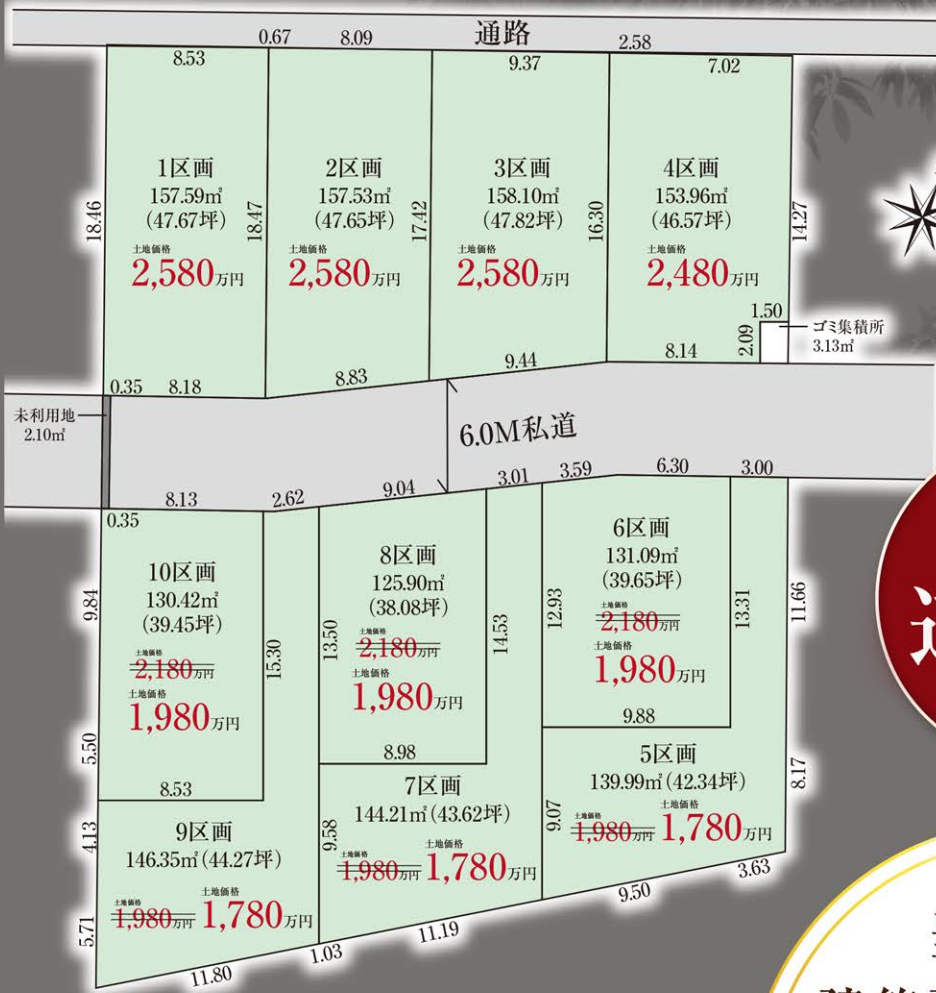 通路
0.67 8.09 2.58
8.53 9.37 7.02
1区画
157.59㎡
(47.67坪)
土地価格
2,580万円
18.46
18.47
2区画
157.53㎡
(47.65坪)
土地価格
2,580万円
17.42
3区画
158.10㎡
(47.82坪)
土地価格
2,580万円
16.30
4区画
153.96㎡
(46.57坪)
土地価格
2,480万円
14.27
1.50
2.09
ゴミ集積所
3.13㎡
0.35 8.18 8.83 9.44 8.14
未利用地
2.10㎡
6.0M私道
0.35 8.13 2.62 9.04 3.01 3.59 6.30 3.00
10区画
130.42㎡
(39.45坪)
土地価格
2,180万円
土地価格
1,980万円
9.84
5.50
15.30
8.53
8区画
125.90㎡
(38.08坪)
土地価格
2,180万円
土地価格
1,980万円
13.50
14.53
8.98
6区画
131.09㎡
(39.65坪)
土地価格
2,180万円
土地価格
1,980万円
12.93
13.31
11.66
9.88
9区画
146.35㎡(44.27坪)
土地価格
1,980万円
土地価格
1,780万円
4.13
5.71
11.80
7区画
144.21㎡(43.62坪)
土地価格
1,980万円
土地価格
1,780万円
9.58
1.03
11.19
5区画
139.99㎡(42.34坪)
土地価格
1,980万円
土地価格
1,780万円
9.07
8.17
9.50
3.63